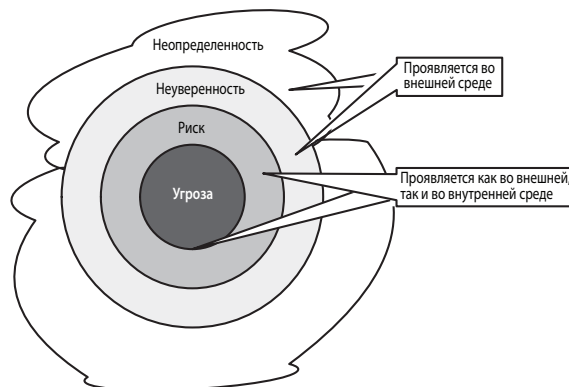 Неопределенность
Неуверенность
Риск
Угроза
Проявляется во
внешней среде
Проявляется как во внешней,
так и во внутренней среде